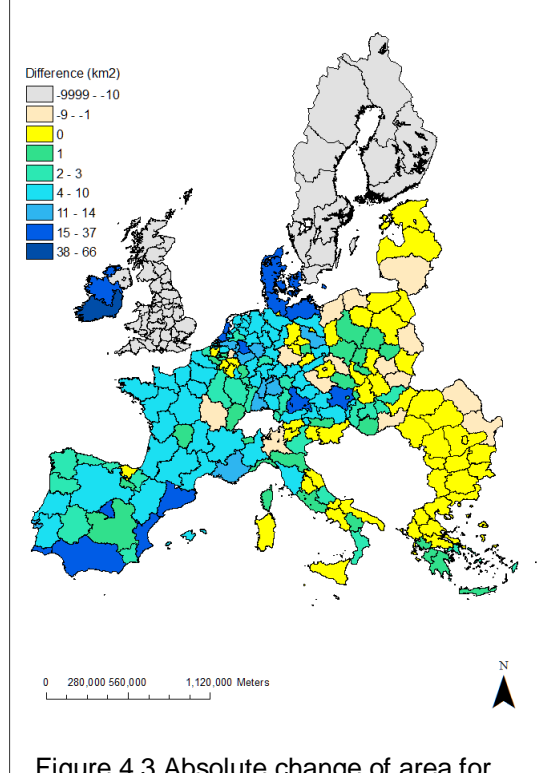 Difference (km2)
-9999 - -10
-9 - -1
0
1
2 - 3
4 - 10
11 - 14
15 - 37
38 - 66
0 280,000 560,000 1,120,000 Meters
N
Figure 4.3 Absolute change of area for